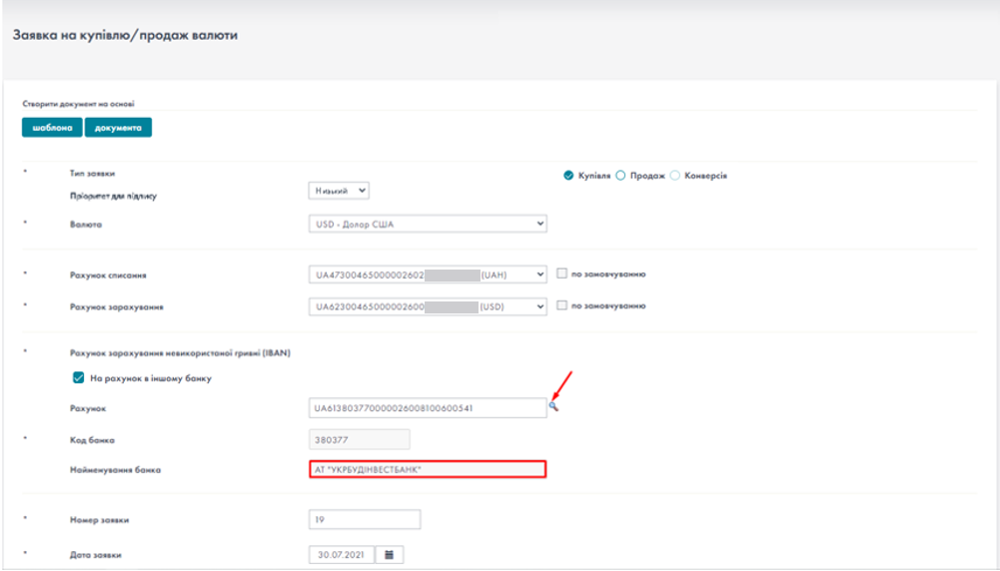 Заявка на купівлю/продаж валюти
Створити документ на основі
шаблона документа
* Тип заявки Купівля Продаж Конверсія
Пріоритет для підпису Низький
* Валюта USD - Долар США
* Рахунок списання UA47300465000002602 (UAH) по замовчуванню
* Рахунок зарахування UA62300465000002600 (USD) по замовчуванню
* Рахунок зарахування невикористаної гривні (IBAN)
На рахунок в іншому банку
Рахунок UA613803770000026008100600541
* Код банка 380377
Найменування банка АТ "УКРБУДІНВЕСТБАНК"
* Номер заявки 19
* Дата заявки 30.07.2021